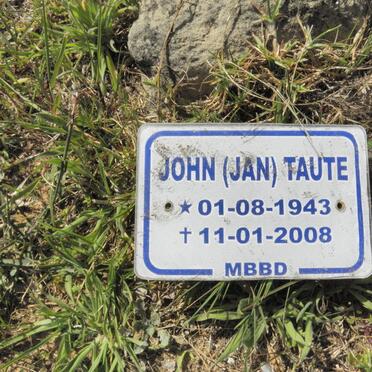 JOHN (JAN) TAUTE
★ 01-08-1943
† 11-01-2008
MBBD